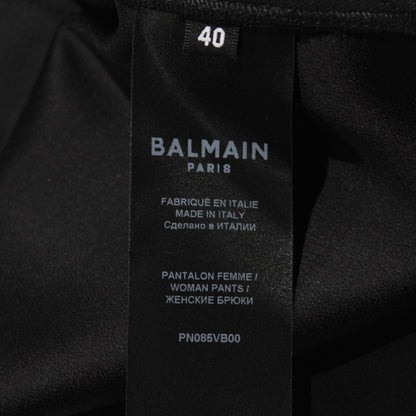 40
BALMAIN
PARIS
FABRIQUÉ EN ITALIE
MADE IN ITALY
Сделано в ИТАЛИИ
PANTALON FEMME /
WOMAN PANTS /
ЖЕНСКИЕ БРЮКИ
PN085VB00